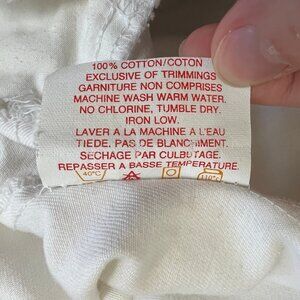 100% COTTON/COTON
EXCLUSIVE OF TRIMMINGS
GARNITURE NON COMPRISES
MACHINE WASH WARM WATER.
NO CHLORINE, TUMBLE DRY.
IRON LOW.
LAVER A LA MACHINE A L'EAU
TIEDE, PAS DE BLANCHIMENT.
SECHAGE PAR CULBUTAGE.
REPASSER A BASSE TEMPERATURE.
40°C 110°C